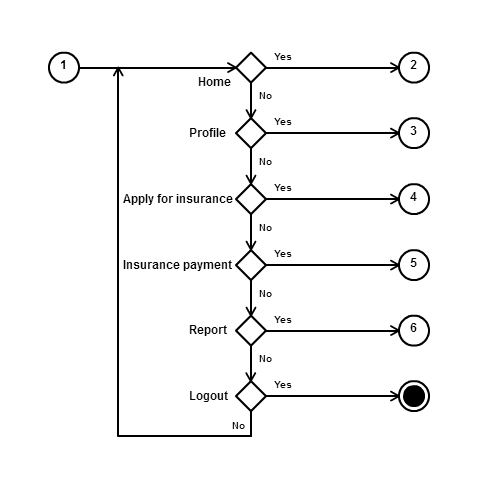 1
Yes
2
Home
No
Yes
3
Profile
No
Yes
4
Apply for insurance
No
Yes
5
Insurance payment
No
Yes
6
Report
No
Yes
Logout
No